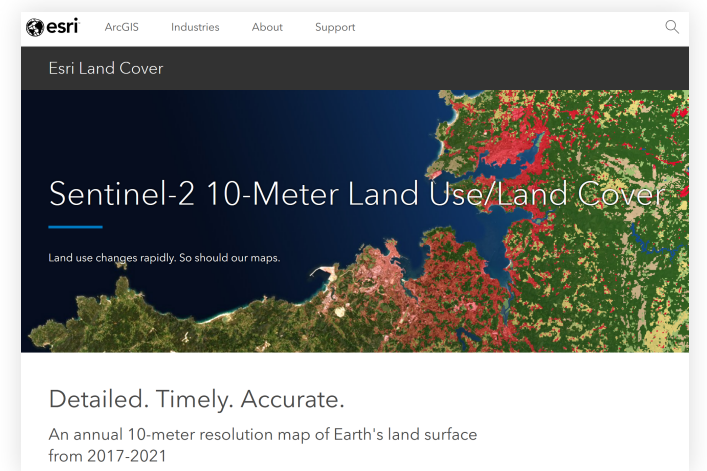 esri
ArcGIS Industries About Support
Esri Land Cover
Sentinel-2 10-Meter Land Use/Land Cover
Land use changes rapidly. So should our maps.
Detailed. Timely. Accurate.
An annual 10-meter resolution map of Earth's land surface
from 2017-2021